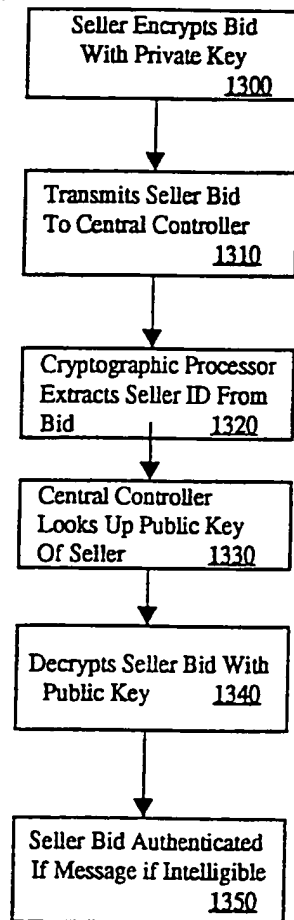 Seller Encrypts Bid
With Private Key
1300
Transmits Seller Bid
To Central Controller
1310
Cryptographic Processor
Extracts Seller ID From
Bid 1320
Central Controller
Looks Up Public Key
Of Seller 1330
Decrypts Seller Bid With
Public Key 1340
Seller Bid Authenticated
If Message if Intelligible
1350